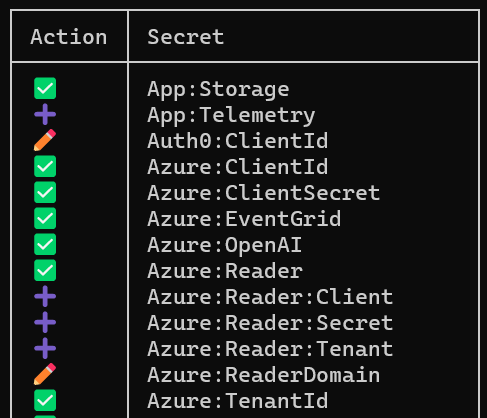 Action Secret
✅ App:Storage
➕ App:Telemetry
✏️ Auth0:ClientId
✅ Azure:ClientId
✅ Azure:ClientSecret
✅ Azure:EventGrid
✅ Azure:OpenAI
✅ Azure:Reader
➕ Azure:Reader:Client
➕ Azure:Reader:Secret
➕ Azure:Reader:Tenant
✏️ Azure:ReaderDomain
✅ Azure:TenantId